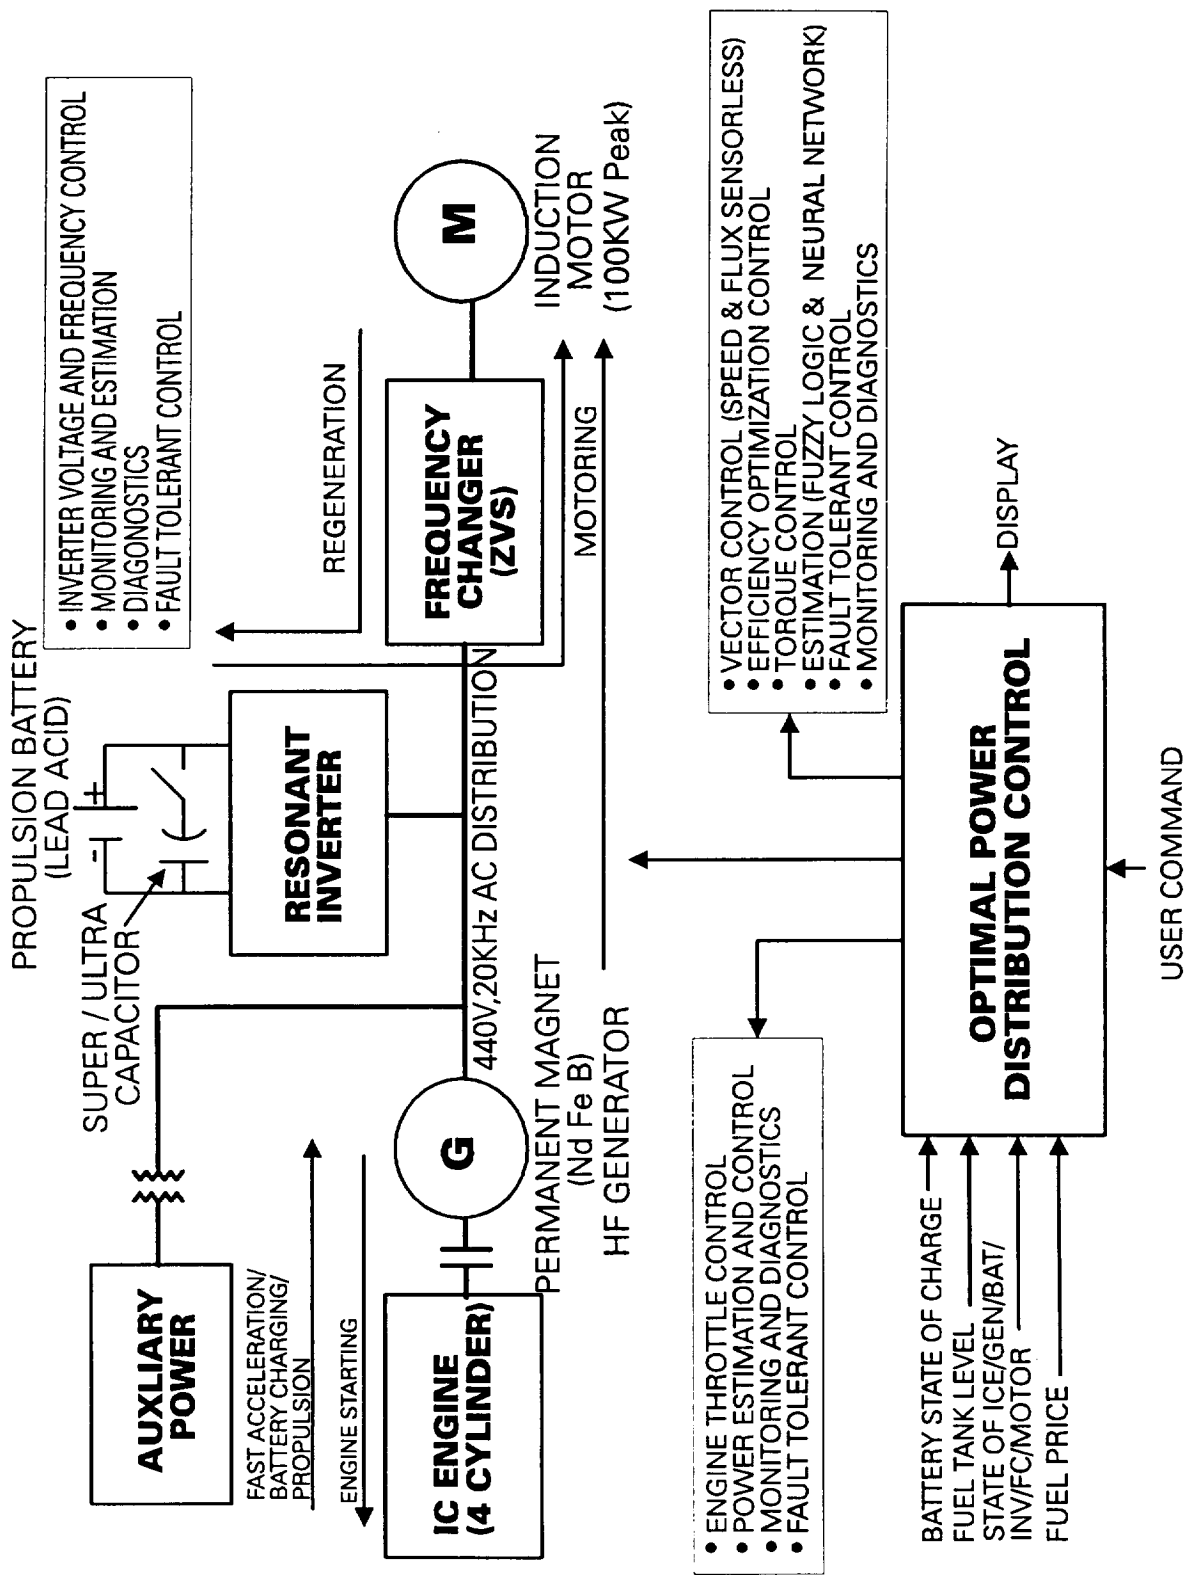 PROPULSION BATTERY
(LEAD ACID)
+
-
SUPER / ULTRA
CAPACITOR
• INVERTER VOLTAGE AND FREQUENCY CONTROL
• MONITORING AND ESTIMATION
• DIAGONOSTICS
• FAULT TOLERANT CONTROL
AUXLIARY
POWER
RESONANT
INVERTER
REGENERATION
FAST ACCELERATION/
BATTERY CHARGING/
PROPULSION
ENGINE STARTING
IC ENGINE
(4 CYLINDER)
G
440V,20KHz AC DISTRIBUTION
FREQUENCY
CHANGER
(ZVS)
M
PERMANENT MAGNET
(Nd Fe B)
HF GENERATOR
MOTORING
INDUCTION
MOTOR
(100KW Peak)
• ENGINE THROTTLE CONTROL
• POWER ESTIMATION AND CONTROL
• MONITORING AND DIAGNOSTICS
• FAULT TOLERANT CONTROL
• VECTOR CONTROL (SPEED & FLUX SENSORLESS)
• EFFICIENCY OPTIMIZATION CONTROL
• TORQUE CONTROL
• ESTIMATION (FUZZY LOGIC & NEURAL NETWORK)
• FAULT TOLERANT CONTROL
• MONITORING AND DIAGNOSTICS
BATTERY STATE OF CHARGE
FUEL TANK LEVEL
STATE OF ICE/GEN/BAT/
INV/FC/MOTOR
FUEL PRICE
OPTIMAL POWER
DISTRIBUTION CONTROL
DISPLAY
USER COMMAND